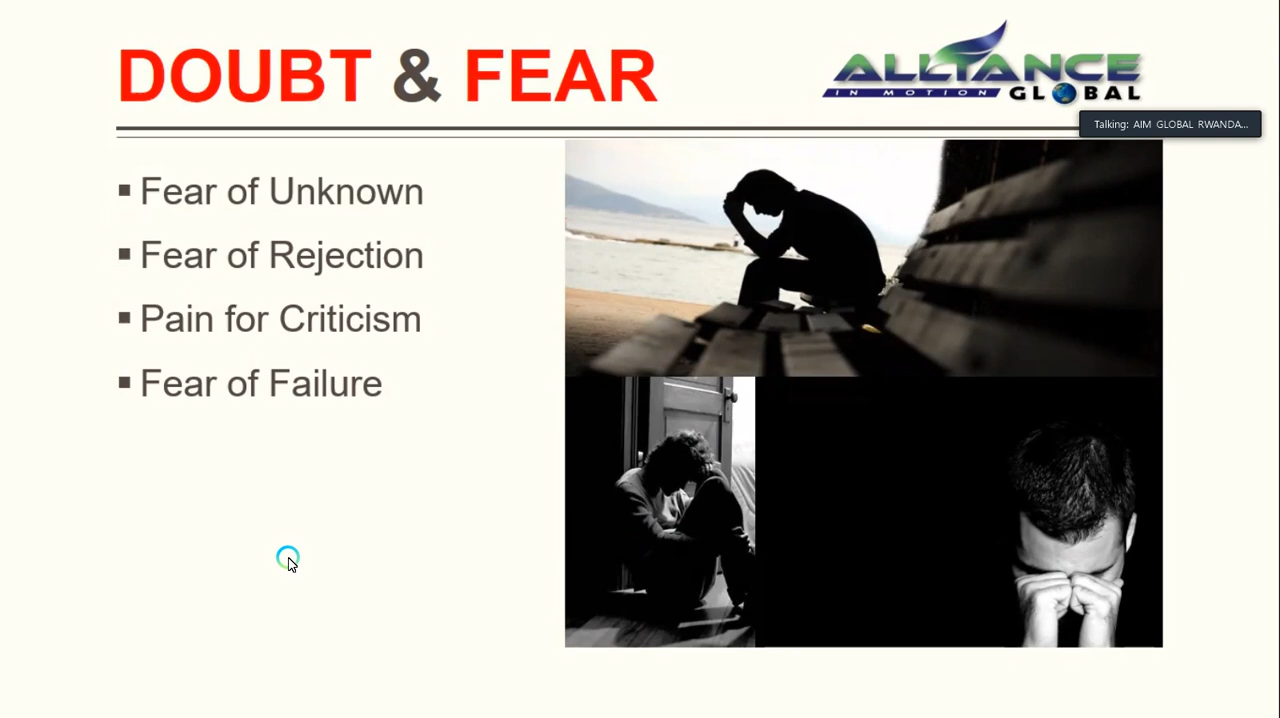 DOUBT & FEAR
ALLIANCE
IN MOTION GLOBAL
Talking: AIM GLOBAL RWANDA...
▪ Fear of Unknown
▪ Fear of Rejection
▪ Pain for Criticism
▪ Fear of Failure